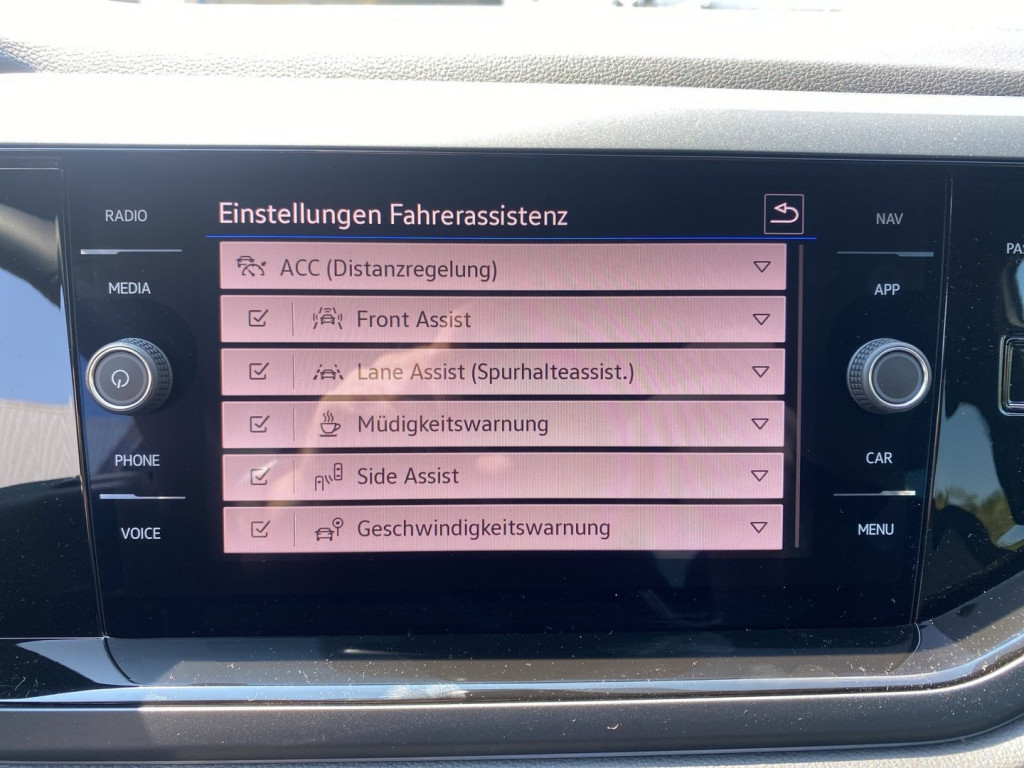 Einstellungen Fahrerassistenz
RADIO
MEDIA
PHONE
VOICE
ACC (Distanzregelung)
Front Assist
Lane Assist (Spurhalteassist.)
Müdigkeitswarnung
Side Assist
Geschwindigkeitswarnung
NAV
APP
CAR
MENU